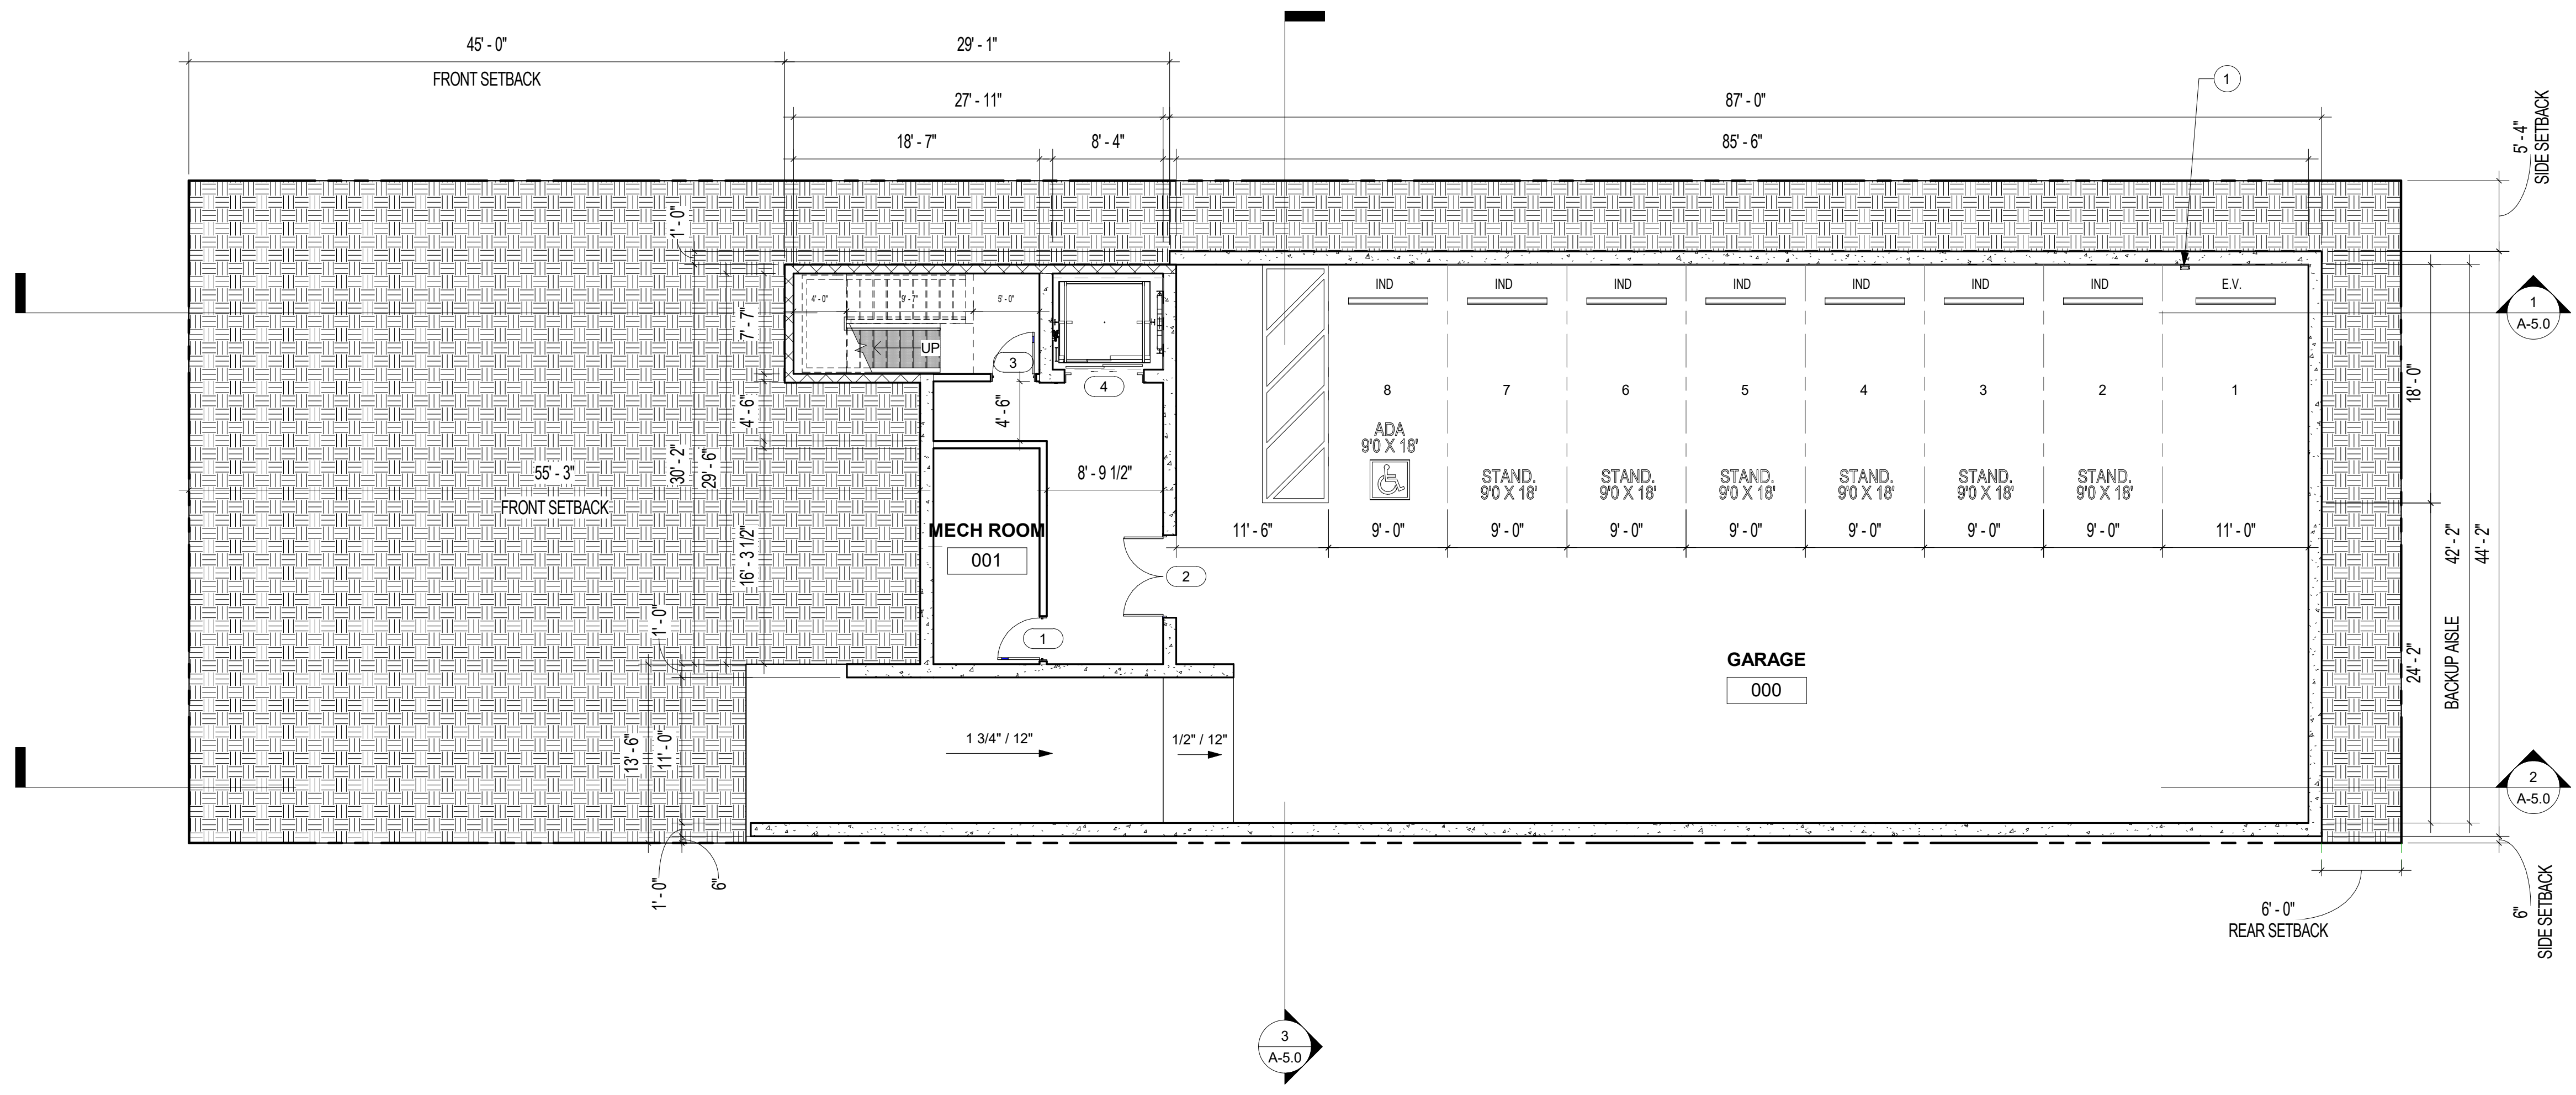 45' - 0"
FRONT SETBACK
29' - 1"
27' - 11"
87' - 0"
18' - 7"
8' - 4"
85' - 6"
1
5' - 4"
SIDE SETBACK
1' - 0"
4' - 0"
9' - 7"
5' - 0"
IND
IND
IND
IND
IND
IND
IND
E.V.
1
A-5.0
7' - 7"
UP
3
4
8
7
6
5
4
3
2
1
18' - 0"
4' - 6"
4' - 6"
ADA
9'0 X 18'
30' - 2"
29' - 6"
55' - 3"
FRONT SETBACK
8' - 9 1/2"
STAND.
9'0 X 18'
STAND.
9'0 X 18'
STAND.
9'0 X 18'
STAND.
9'0 X 18'
STAND.
9'0 X 18'
STAND.
9'0 X 18'
16' - 3 1/2"
MECH ROOM
001
11' - 6"
9' - 0"
9' - 0"
9' - 0"
9' - 0"
9' - 0"
9' - 0"
9' - 0"
11' - 0"
42' - 2"
44' - 2"
2
1' - 0"
1
GARAGE
000
24' - 2"
BACKUP AISLE
13' - 6"
11' - 0"
1 3/4" / 12"
1/2" / 12"
2
A-5.0
1' - 0"
6"
6' - 0"
REAR SETBACK
6"
SIDE SETBACK
3
A-5.0